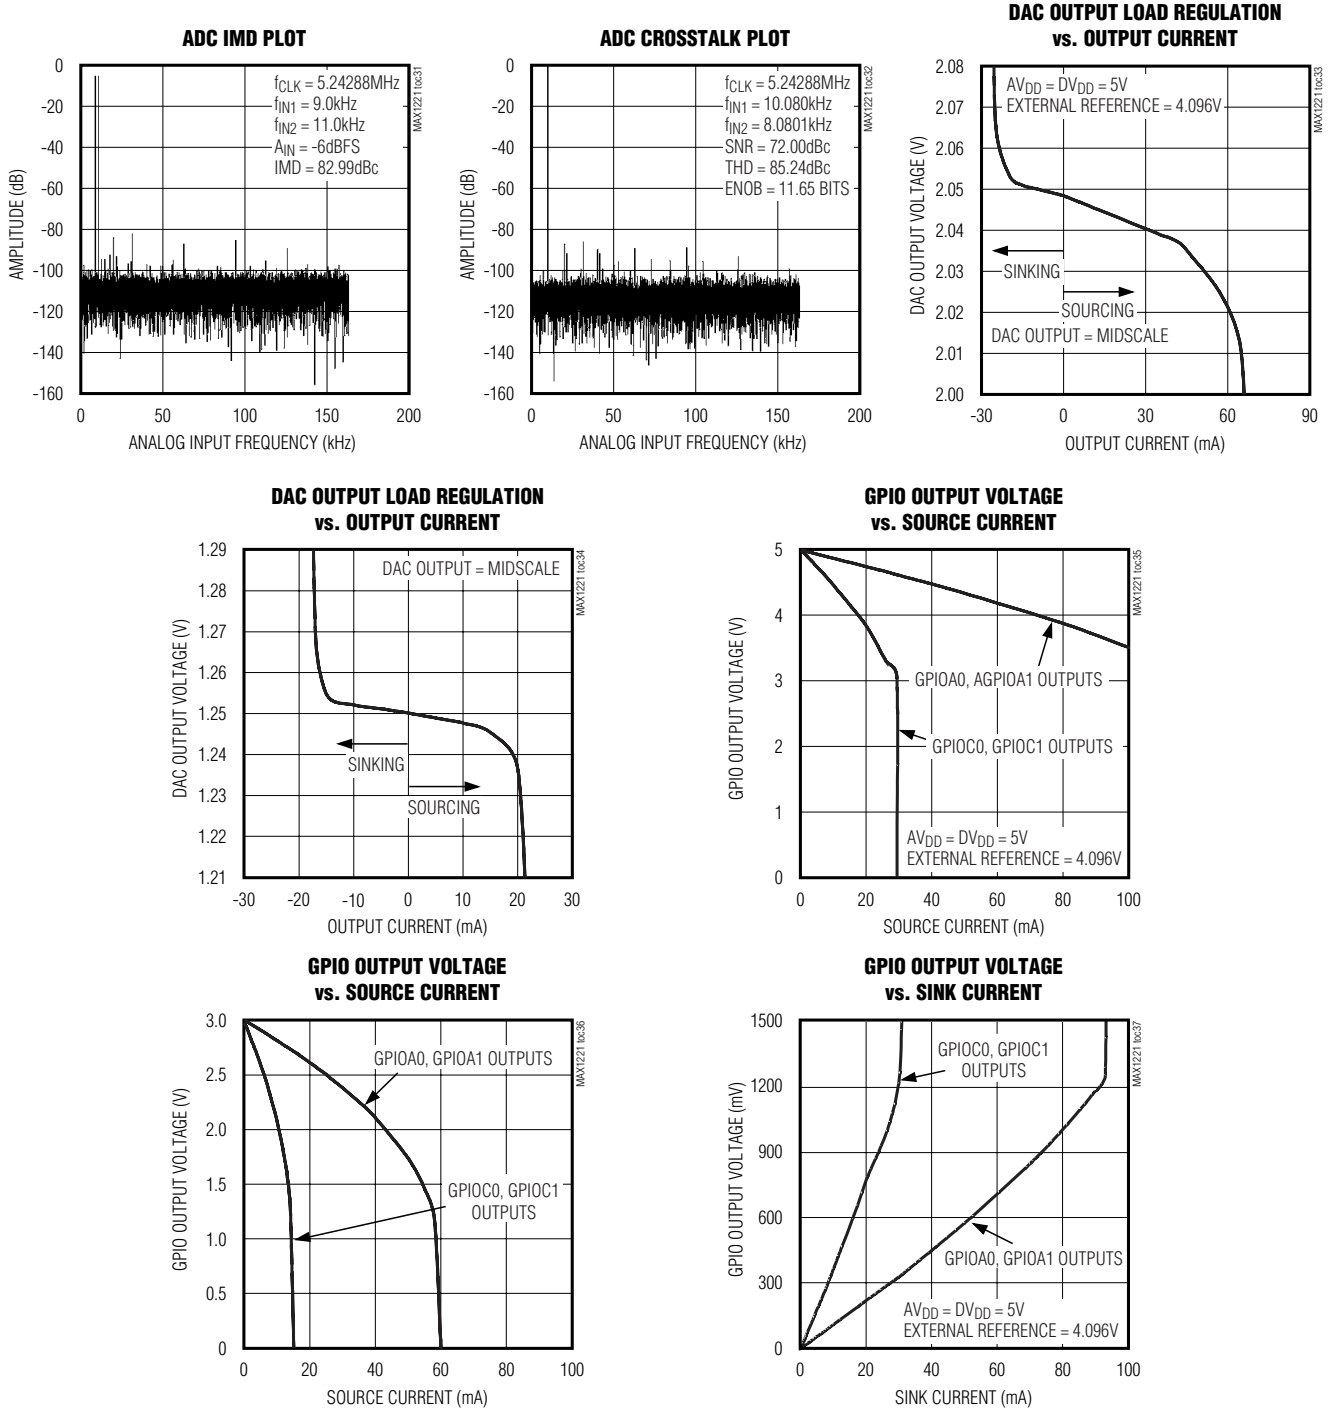 ADC IMD PLOT
0
-20
-40
-60
-80
-100
-120
-140
-160
AMPLITUDE (dB)
fCLK = 5.24288MHz
fIN1 = 9.0kHz
fIN2 = 11.0kHz
AIN = -6dBFS
IMD = 82.99dBc
MAX1221 toc31
0 50 100 150 200
ANALOG INPUT FREQUENCY (kHz)
ADC CROSSTALK PLOT
0
-20
-40
-60
-80
-100
-120
-140
-160
AMPLITUDE (dB)
fCLK = 5.24288MHz
fIN1 = 10.080kHz
fIN2 = 8.0801kHz
SNR = 72.00dBc
THD = 85.24dBc
ENOB = 11.65 BITS
MAX1221 toc32
0 50 100 150 200
ANALOG INPUT FREQUENCY (kHz)
DAC OUTPUT LOAD REGULATION
vs. OUTPUT CURRENT
2.08
2.07
2.06
2.05
2.04
2.03
2.02
2.01
2.00
DAC OUTPUT VOLTAGE (V)
AVDD = DVDD = 5V
EXTERNAL REFERENCE = 4.096V
SINKING
SOURCING
DAC OUTPUT = MIDSCALE
MAX1221 toc33
-30 0 30 60 90
OUTPUT CURRENT (mA)
DAC OUTPUT LOAD REGULATION
vs. OUTPUT CURRENT
1.29
1.28
1.27
1.26
1.25
1.24
1.23
1.22
1.21
DAC OUTPUT VOLTAGE (V)
DAC OUTPUT = MIDSCALE
SINKING
SOURCING
MAX1221 toc34
-30 -20 -10 0 10 20 30
OUTPUT CURRENT (mA)
GPIO OUTPUT VOLTAGE
vs. SOURCE CURRENT
5
4
3
2
1
0
GPIO OUTPUT VOLTAGE (V)
GPIOA0, AGPIOA1 OUTPUTS
GPIOC0, GPIOC1 OUTPUTS
AVDD = DVDD = 5V
EXTERNAL REFERENCE = 4.096V
MAX1221 toc35
0 20 40 60 80 100
SOURCE CURRENT (mA)
GPIO OUTPUT VOLTAGE
vs. SOURCE CURRENT
3.0
2.5
2.0
1.5
1.0
0.5
0
GPIO OUTPUT VOLTAGE (V)
GPIOA0, GPIOA1 OUTPUTS
GPIOC0, GPIOC1
OUTPUTS
MAX1221 toc36
0 20 40 60 80 100
SOURCE CURRENT (mA)
GPIO OUTPUT VOLTAGE
vs. SINK CURRENT
1500
1200
900
600
300
0
GPIO OUTPUT VOLTAGE (mV)
GPIOC0, GPIOC1
OUTPUTS
GPIOA0, GPIOA1 OUTPUTS
AVDD = DVDD = 5V
EXTERNAL REFERENCE = 4.096V
MAX1221 toc37
0 20 40 60 80 100
SINK CURRENT (mA)